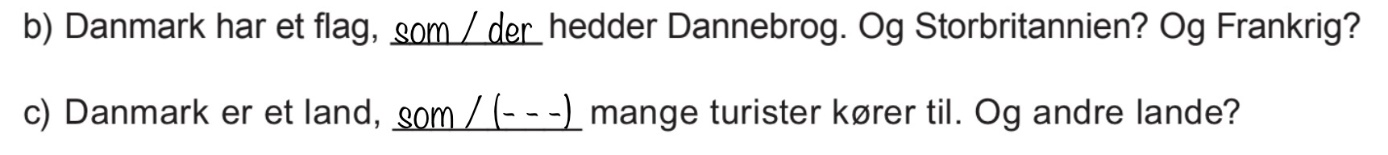 b) Danmark har et flag, som / der hedder Dannebrog. Og Storbritannien? Og Frankrig?
c) Danmark er et land, som / (- - -) mange turister kører til. Og andre lande?